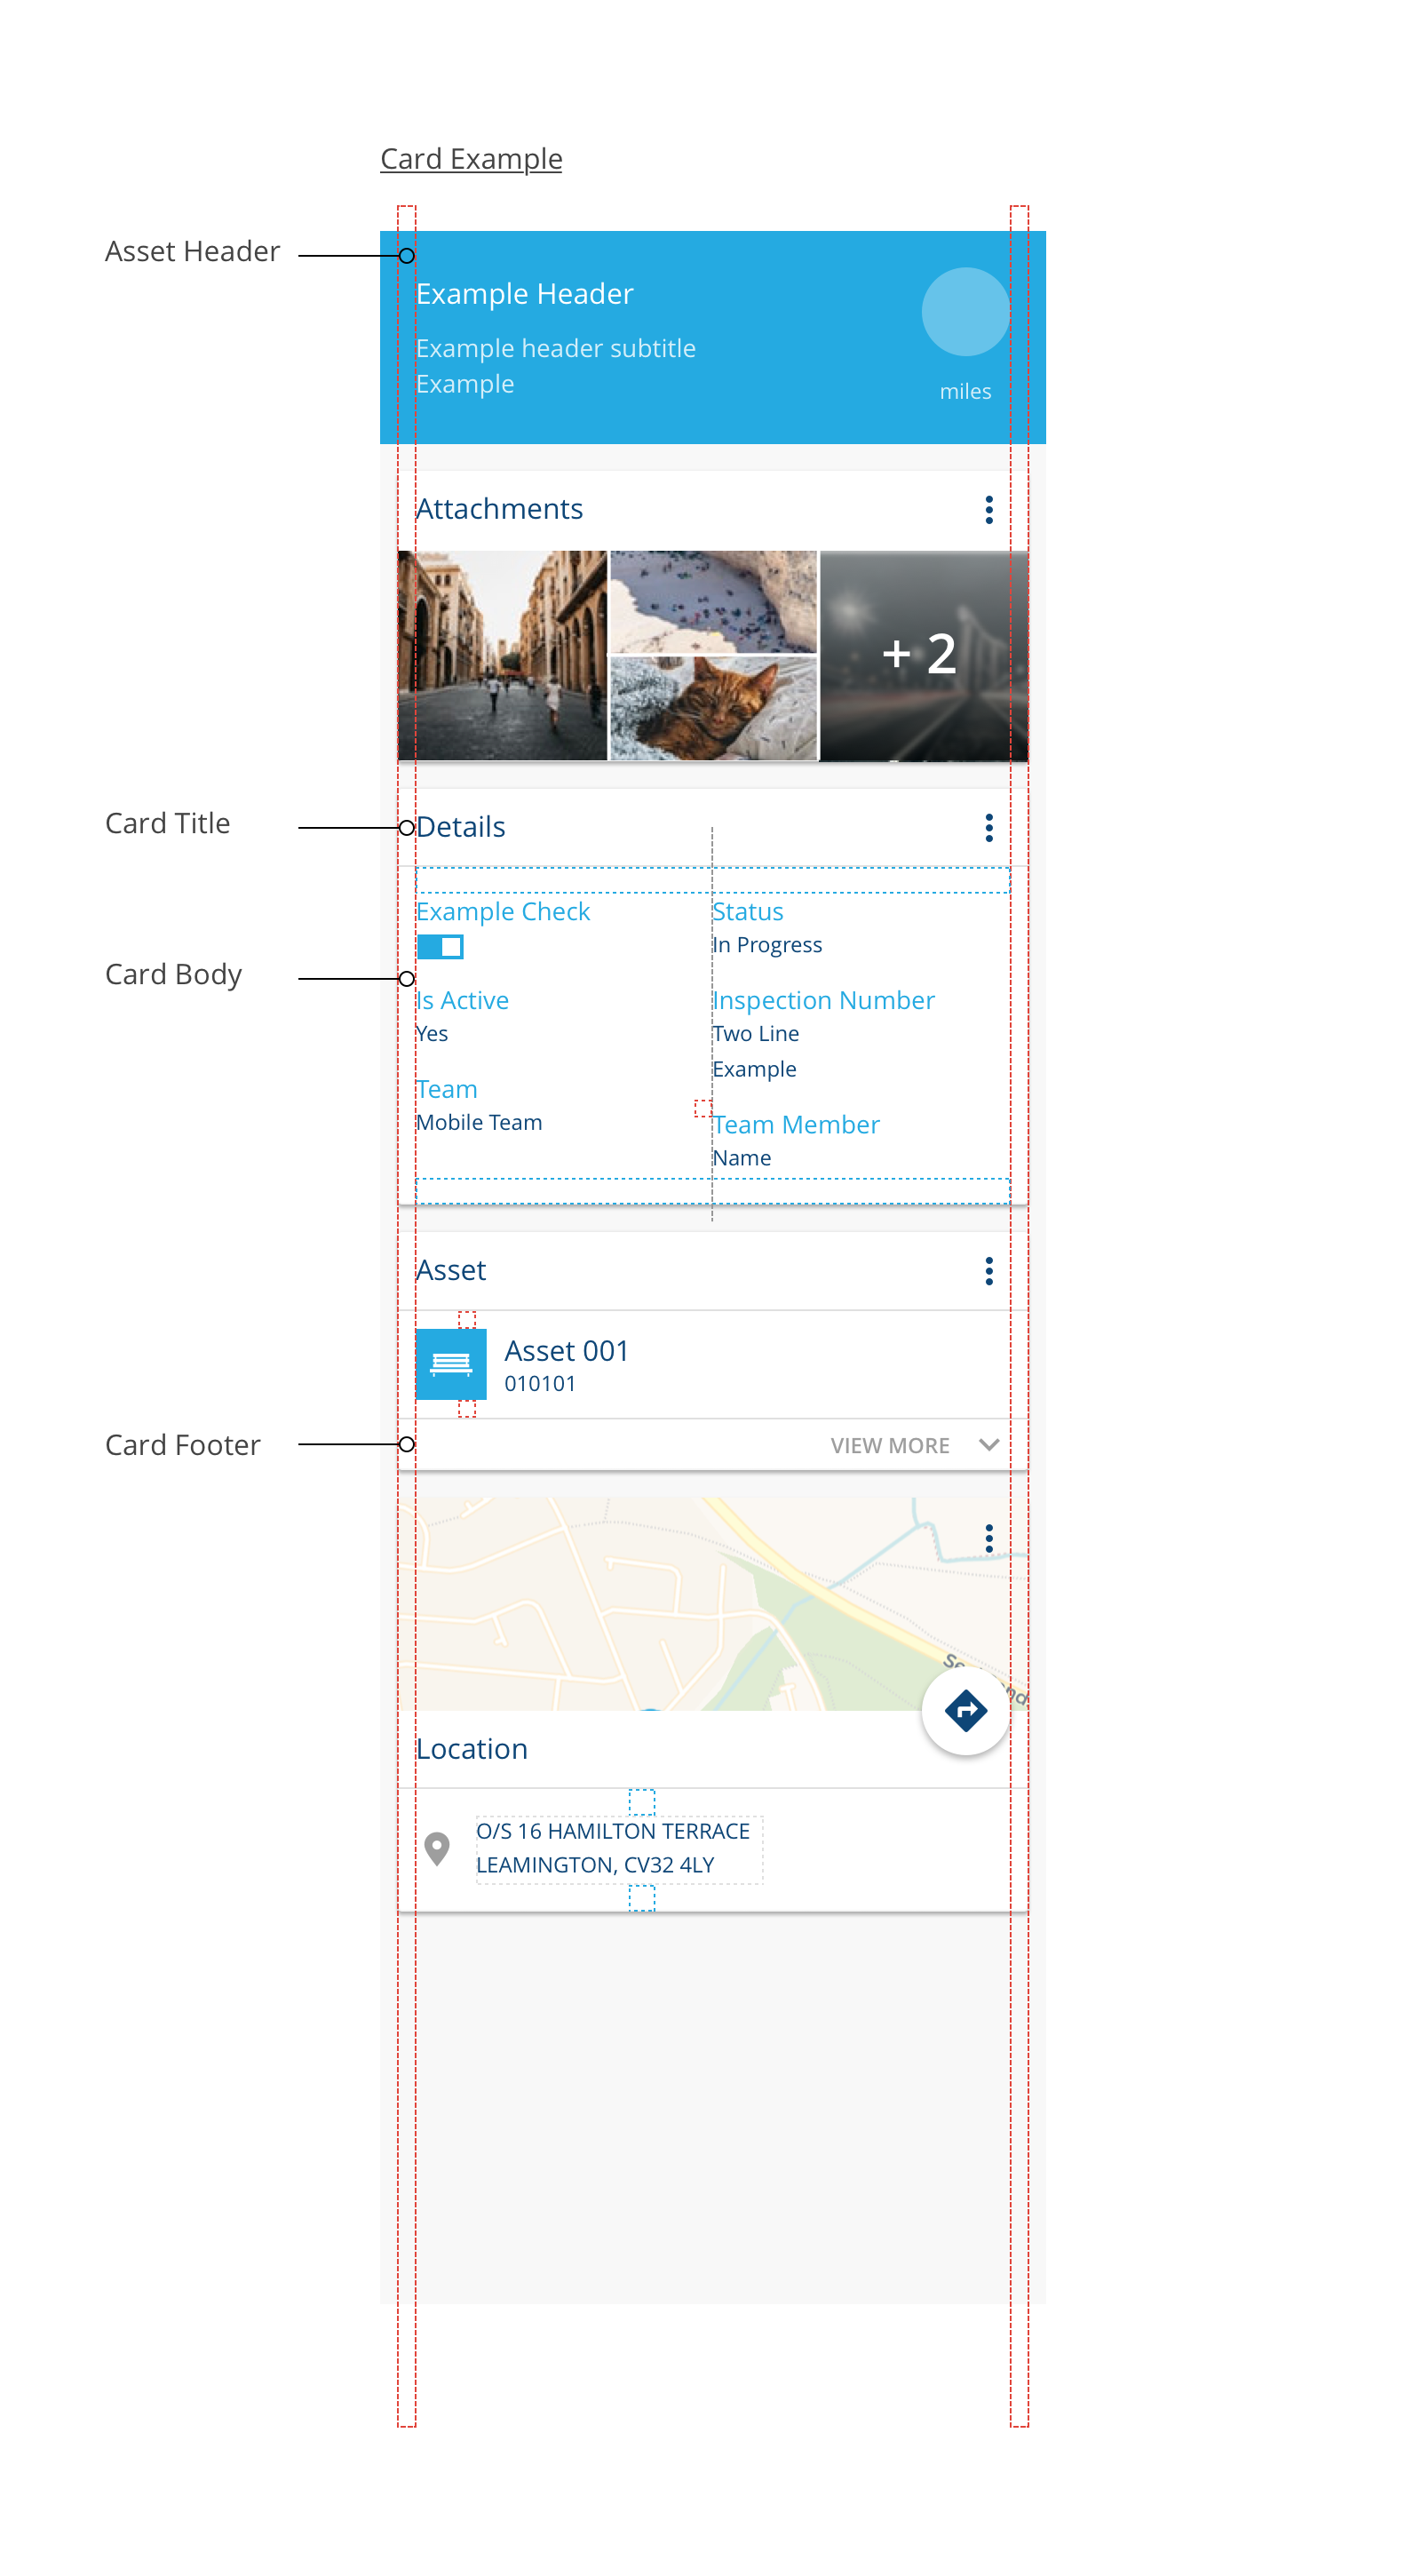 Card Example
Asset Header
Example Header
Example header subtitle
Example
miles
Attachments
+ 2
Card Title
Details
Example Check
Status
In Progress
Card Body
Is Active
Yes
Inspection Number
Two Line
Example
Team
Mobile Team
Team Member
Name
Asset
Asset 001
010101
Card Footer
VIEW MORE
Location
O/S 16 HAMILTON TERRACE
LEAMINGTON, CV32 4LY